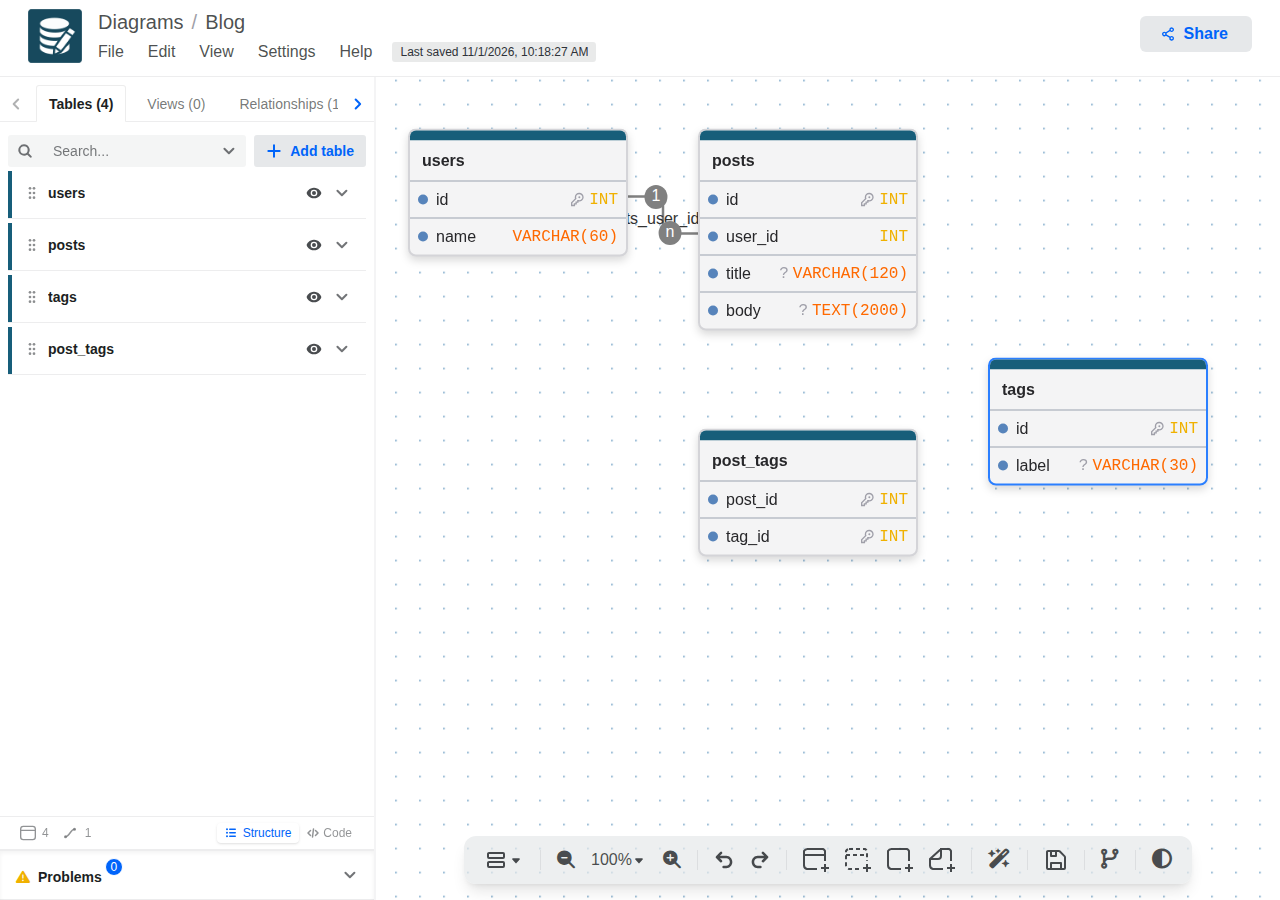 Diagrams / Blog
File Edit View Settings Help Last saved 11/1/2026, 10:18:27 AM
Share
Tables (4) Views (0) Relationships (1
Search... Add table
users
posts
tags
post_tags
users
id INT
name VARCHAR(60)
1
ts_user_id
n
posts
id INT
user_id INT
title ? VARCHAR(120)
body ? TEXT(2000)
tags
id INT
label ? VARCHAR(30)
post_tags
post_id INT
tag_id INT
4 1 Structure Code
Problems 0
100%